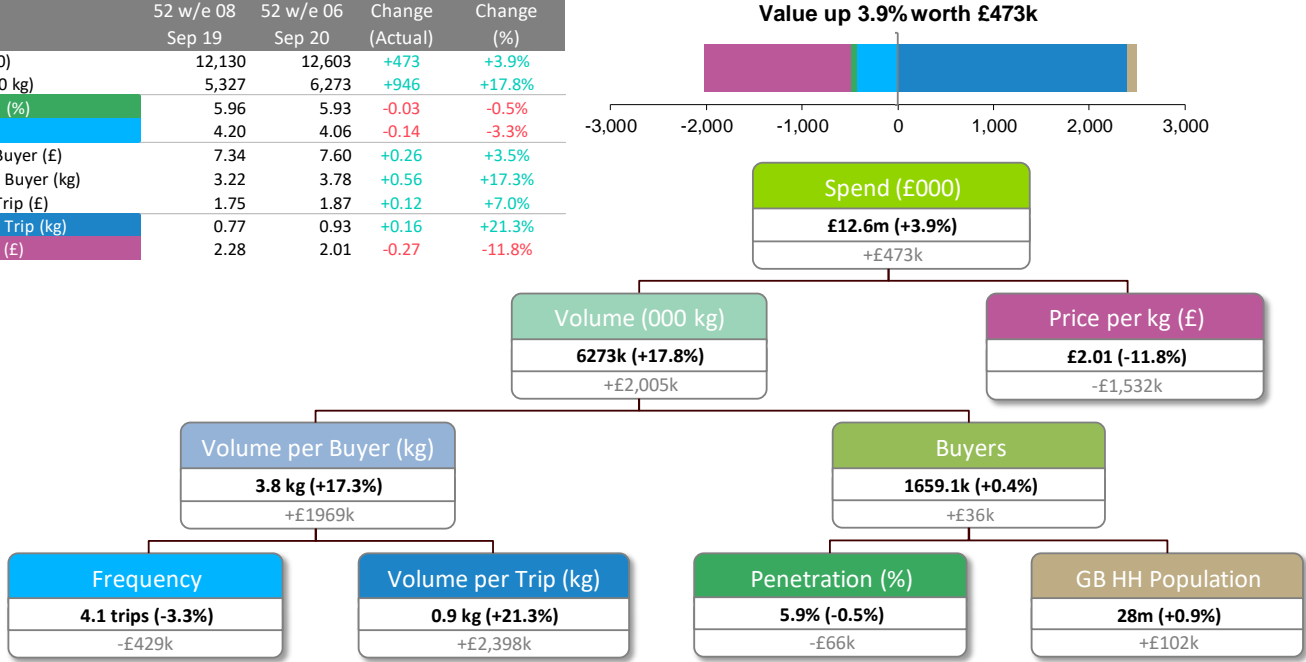 52 w/e 08 52 w/e 06 Change Change
Sep 19 Sep 20 (Actual) (%)
0) 12,130 12,603 +473 +3.9%
0 kg) 5,327 6,273 +946 +17.8%
(%) 5.96 5.93 -0.03 -0.5%
4.20 4.06 -0.14 -3.3%
Buyer (£) 7.34 7.60 +0.26 +3.5%
Buyer (kg) 3.22 3.78 +0.56 +17.3%
Trip (£) 1.75 1.87 +0.12 +7.0%
Trip (kg) 0.77 0.93 +0.16 +21.3%
(£) 2.28 2.01 -0.27 -11.8%
Value up 3.9% worth £473k
-3,000 -2,000 -1,000 0 1,000 2,000 3,000
Spend (£000)
£12.6m (+3.9%)
+£473k
Volume (000 kg)
6273k (+17.8%)
+£2,005k
Price per kg (£)
£2.01 (-11.8%)
-£1,532k
Volume per Buyer (kg)
3.8 kg (+17.3%)
+£1969k
Buyers
1659.1k (+0.4%)
+£36k
Frequency
4.1 trips (-3.3%)
-£429k
Volume per Trip (kg)
0.9 kg (+21.3%)
+£2,398k
Penetration (%)
5.9% (-0.5%)
-£66k
GB HH Population
28m (+0.9%)
+£102k